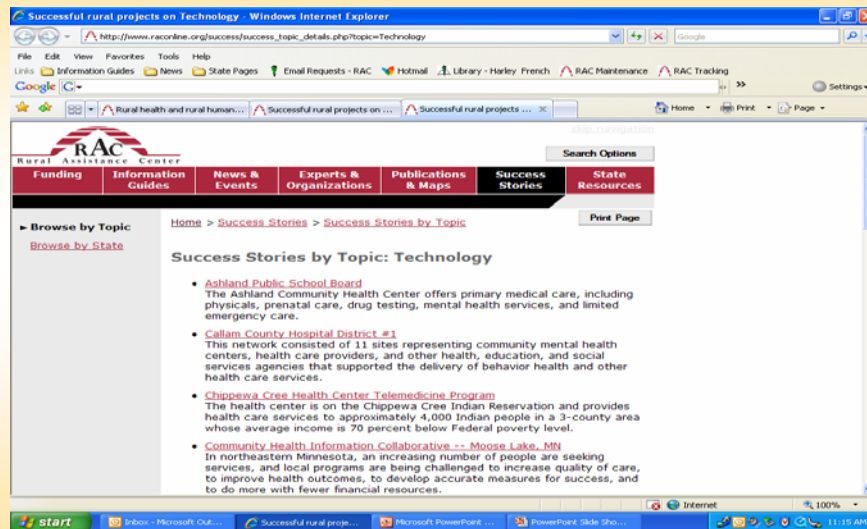 Successful rural projects on Technology - Windows Internet Explorer
http://www.raconline.org/success/success_topic_details.php?topic=Technology
Google
File Edit View Favorites Tools Help
Links Information Guides News State Pages Email Requests - RAC Hotmail Library - Harley French RAC Maintenance RAC Tracking
Google G Settings
Rural health and rural human... Successful rural projects on ... Successful rural projects ... Home Print Page
skip navigation
RAC
Rural Assistance Center
Search Options
Funding Information Guides News & Events Experts & Organizations Publications & Maps Success Stories State Resources
Print Page
Home > Success Stories > Success Stories by Topic
Browse by Topic
Browse by State
Success Stories by Topic: Technology
Ashland Public School Board
The Ashland Community Health Center offers primary medical care, including
physicals, prenatal care, drug testing, mental health services, and limited
emergency care.
Callam County Hospital District #1
This network consisted of 11 sites representing community mental health
centers, health care providers, and other health, education, and social
services agencies that supported the delivery of behavior health and other
health care services.
Chippewa Cree Health Center Telemedicine Program
The health center is on the Chippewa Cree Indian Reservation and provides
health care services to approximately 4,000 Indian people in a 3-county area
whose average income is 70 percent below Federal poverty level.
Community Health Information Collaborative -- Moose Lake, MN
In northeastern Minnesota, an increasing number of people are seeking
services, and local programs are being challenged to increase quality of care,
to improve health outcomes, to develop accurate measures for success, and
to do more with fewer financial resources.
Internet 100%
start Inbox - Microsoft Out... Successful rural proje... Microsoft PowerPoint ... PowerPoint Slide Sho... 11:15 AM